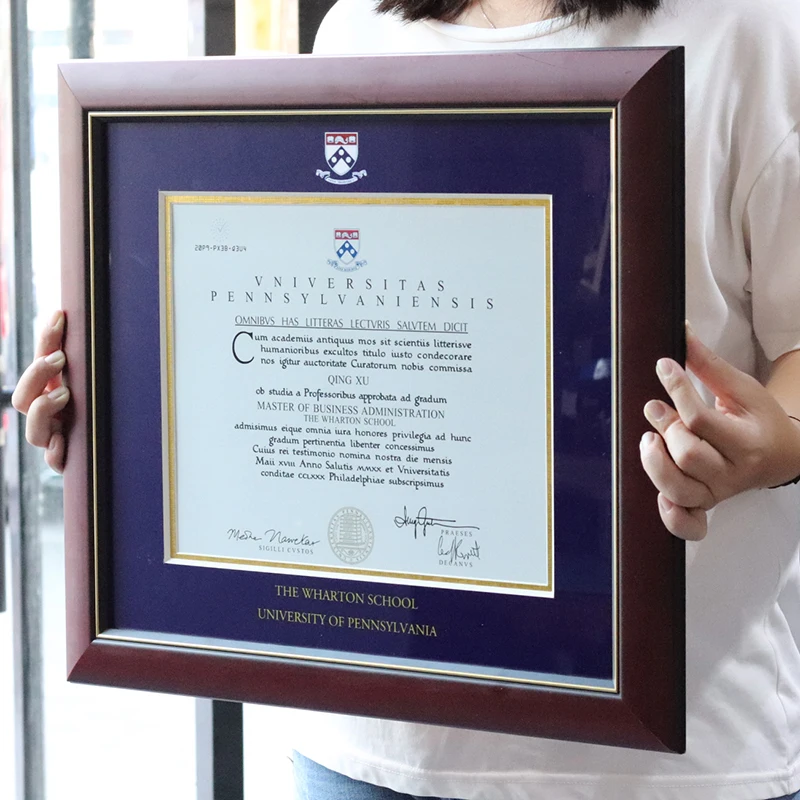 20P9-PX3B-G3U4
VNIVERSITAS
PENNSYLVANIENSIS
OMNIBVS HAS LITTERAS LECTVRIS SALVTEM DICIT
Cum academiis antiquus mos sit scientiis litterisve
humanioribus excultos titulo iusto condecorare
nos igitur auctoritate Curatorum nobis commissa
QING XU
ob studia a Professoribus approbata ad gradum
MASTER OF BUSINESS ADMINISTRATION
THE WHARTON SCHOOL
admisimus eique omnia iura honores privilegia ad hunc
gradum pertinentia libenter concessimus
Cuius rei testimonio nomina nostra die mensis
Maii XVIII Anno Salutis MMXX et Vniversitatis
conditae CCLXXX Philadelphiae subscripsimus
SIGILLI CVSTOS
PRAESES
DECANVS
THE WHARTON SCHOOL
UNIVERSITY OF PENNSYLVANIA